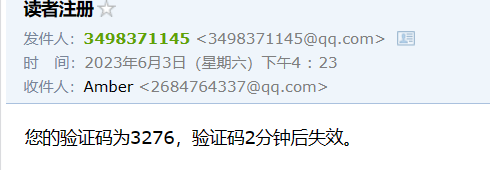 读者注册
发件人：3498371145 <3498371145@qq.com>
时 间：2023年6月3日（星期六）下午4：23
收件人：Amber <2684764337@qq.com>
您的验证码为3276，验证码2分钟后失效。